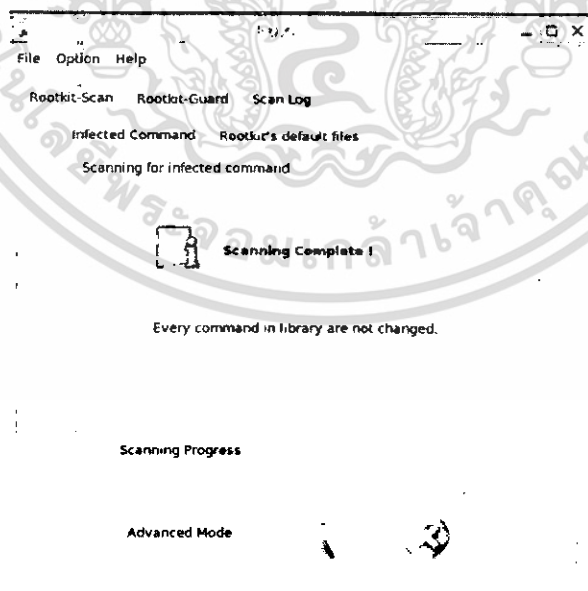 File Option Help
Rootkit-Scan Rootkit-Guard Scan Log
Infected Command Rootkit's default files
Scanning for infected command
Scanning Complete !
Every command in library are not changed.
Scanning Progress
Advanced Mode